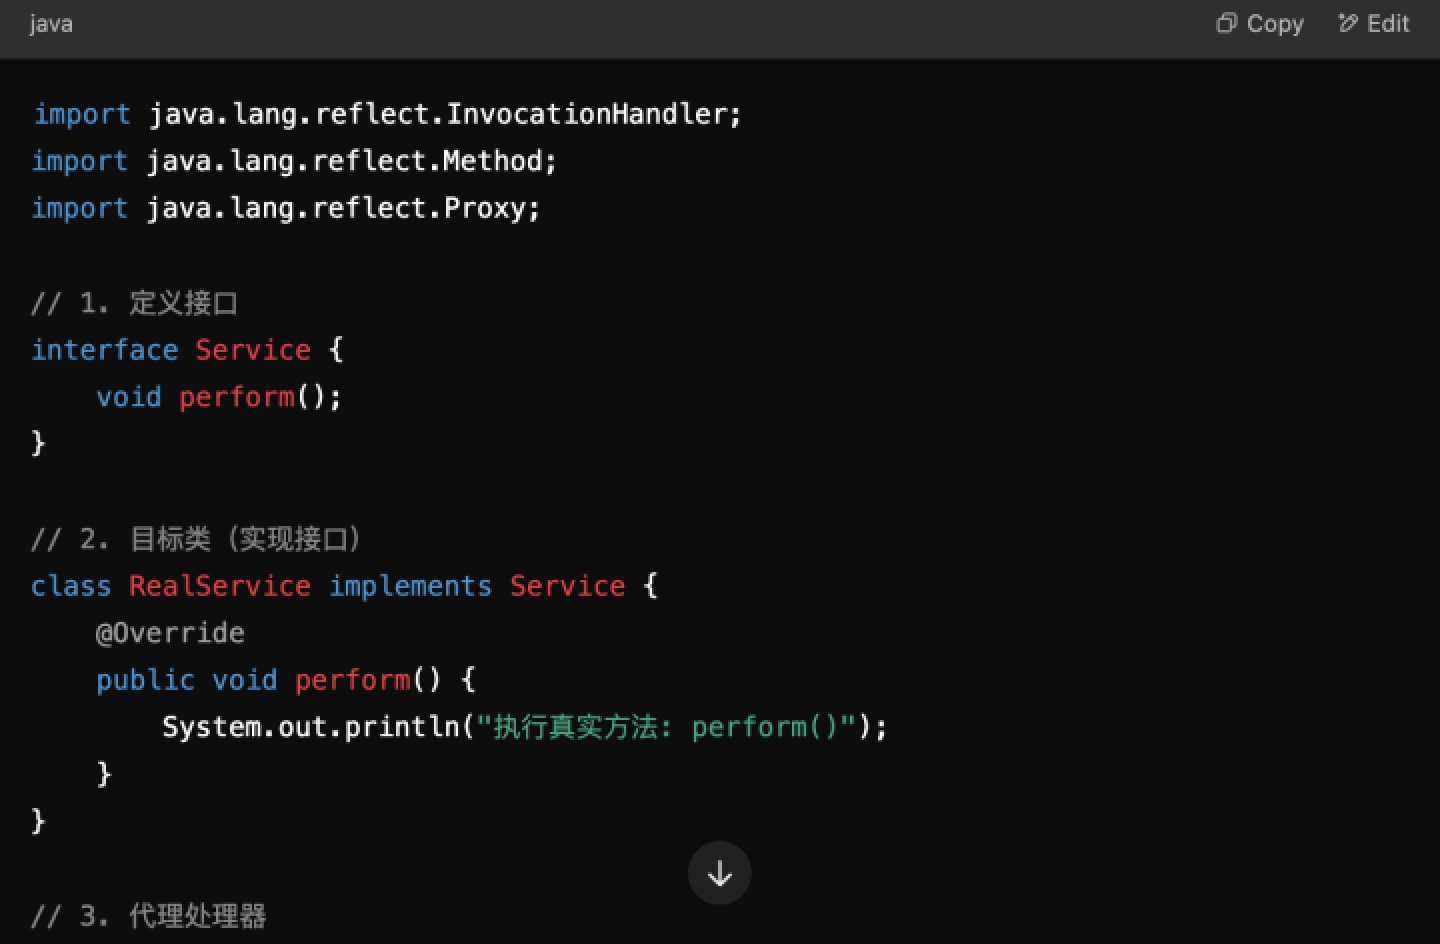 java
Copy
Edit
import java.lang.reflect.InvocationHandler;
import java.lang.reflect.Method;
import java.lang.reflect.Proxy;
// 1. 定义接口
interface Service {
    void perform();
}
// 2. 目标类（实现接口）
class RealService implements Service {
    @Override
    public void perform() {
        System.out.println("执行真实方法: perform()");
    }
}
// 3. 代理处理器